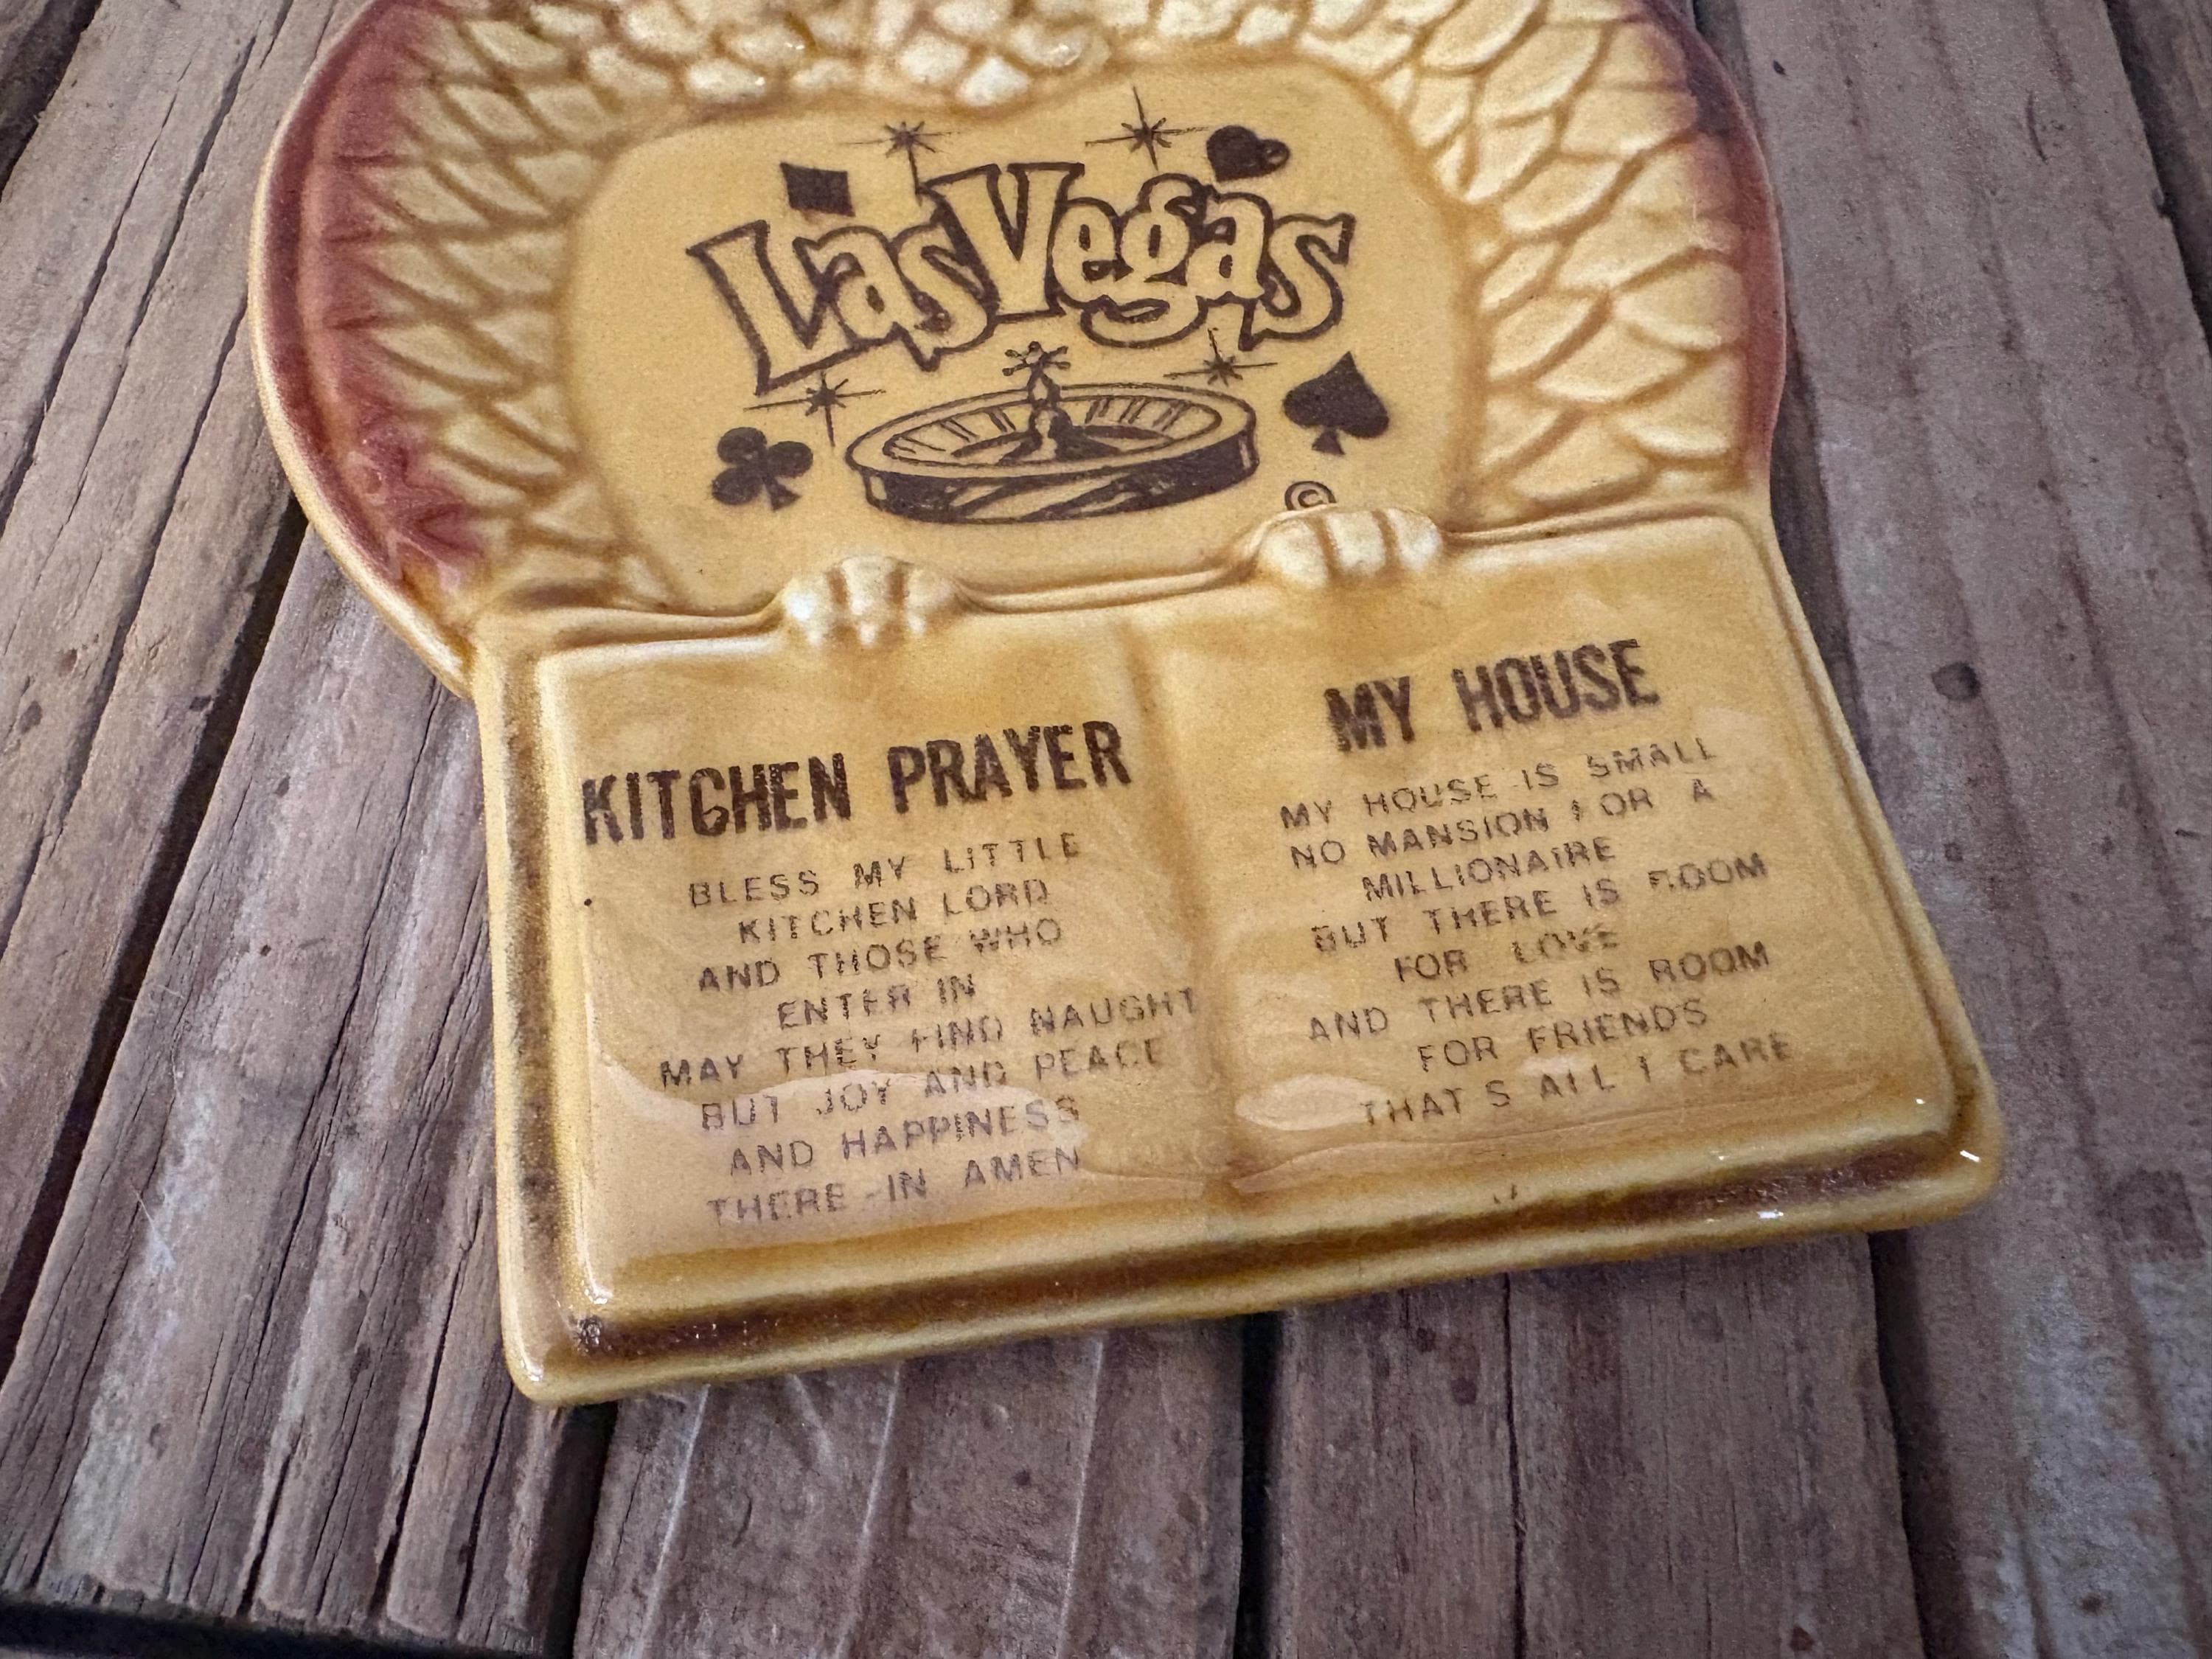 Las Vegas
©
KITCHEN PRAYER
BLESS MY LITTLE
KITCHEN LORD
AND THOSE WHO
ENTER IN
MAY THEY FIND NAUGHT
BUT JOY AND PEACE
AND HAPPINESS
THERE-IN AMEN
MY HOUSE
MY HOUSE IS SMALL
NO MANSION FOR A
MILLIONAIRE
BUT THERE IS ROOM
FOR LOVE
AND THERE IS ROOM
FOR FRIENDS
THAT S ALL I CARE